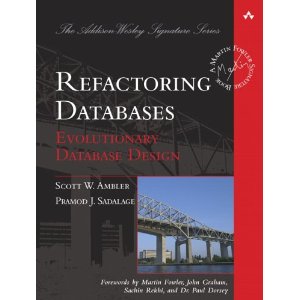 The Addison-Wesley Signature Series
A MARTIN FOWLER SIGNATURE BOOK
REFACTORING
DATABASES
EVOLUTIONARY
DATABASE DESIGN
SCOTT W. AMBLER
PRAMOD J. SADALAGE
Forewords by Martin Fowler, John Graham,
Sachin Rekhi, and Dr. Paul Dorsey